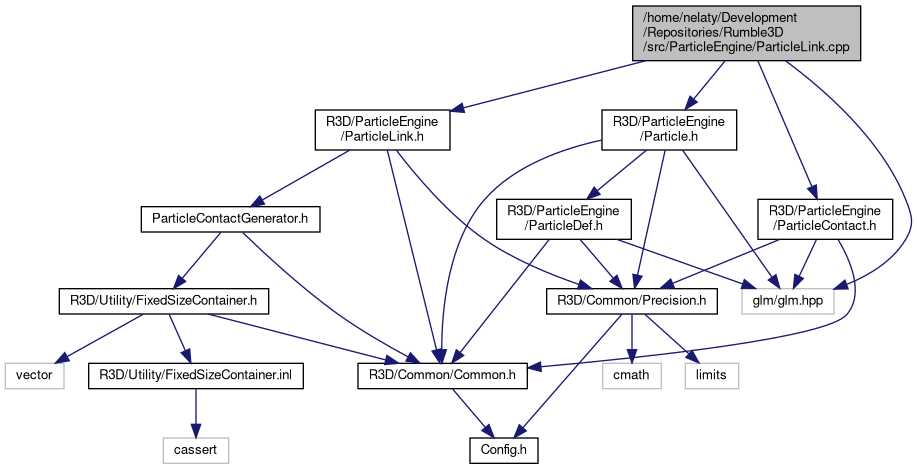 /home/nelaty/Development
/Repositories/Rumble3D
/src/ParticleEngine/ParticleLink.cpp
R3D/ParticleEngine
/ParticleLink.h
R3D/ParticleEngine
/Particle.h
ParticleContactGenerator.h
R3D/ParticleEngine
/ParticleDef.h
R3D/ParticleEngine
/ParticleContact.h
R3D/Utility/FixedSizeContainer.h
R3D/Common/Precision.h
glm/glm.hpp
vector
R3D/Utility/FixedSizeContainer.inl
R3D/Common/Common.h
cmath
limits
cassert
Config.h